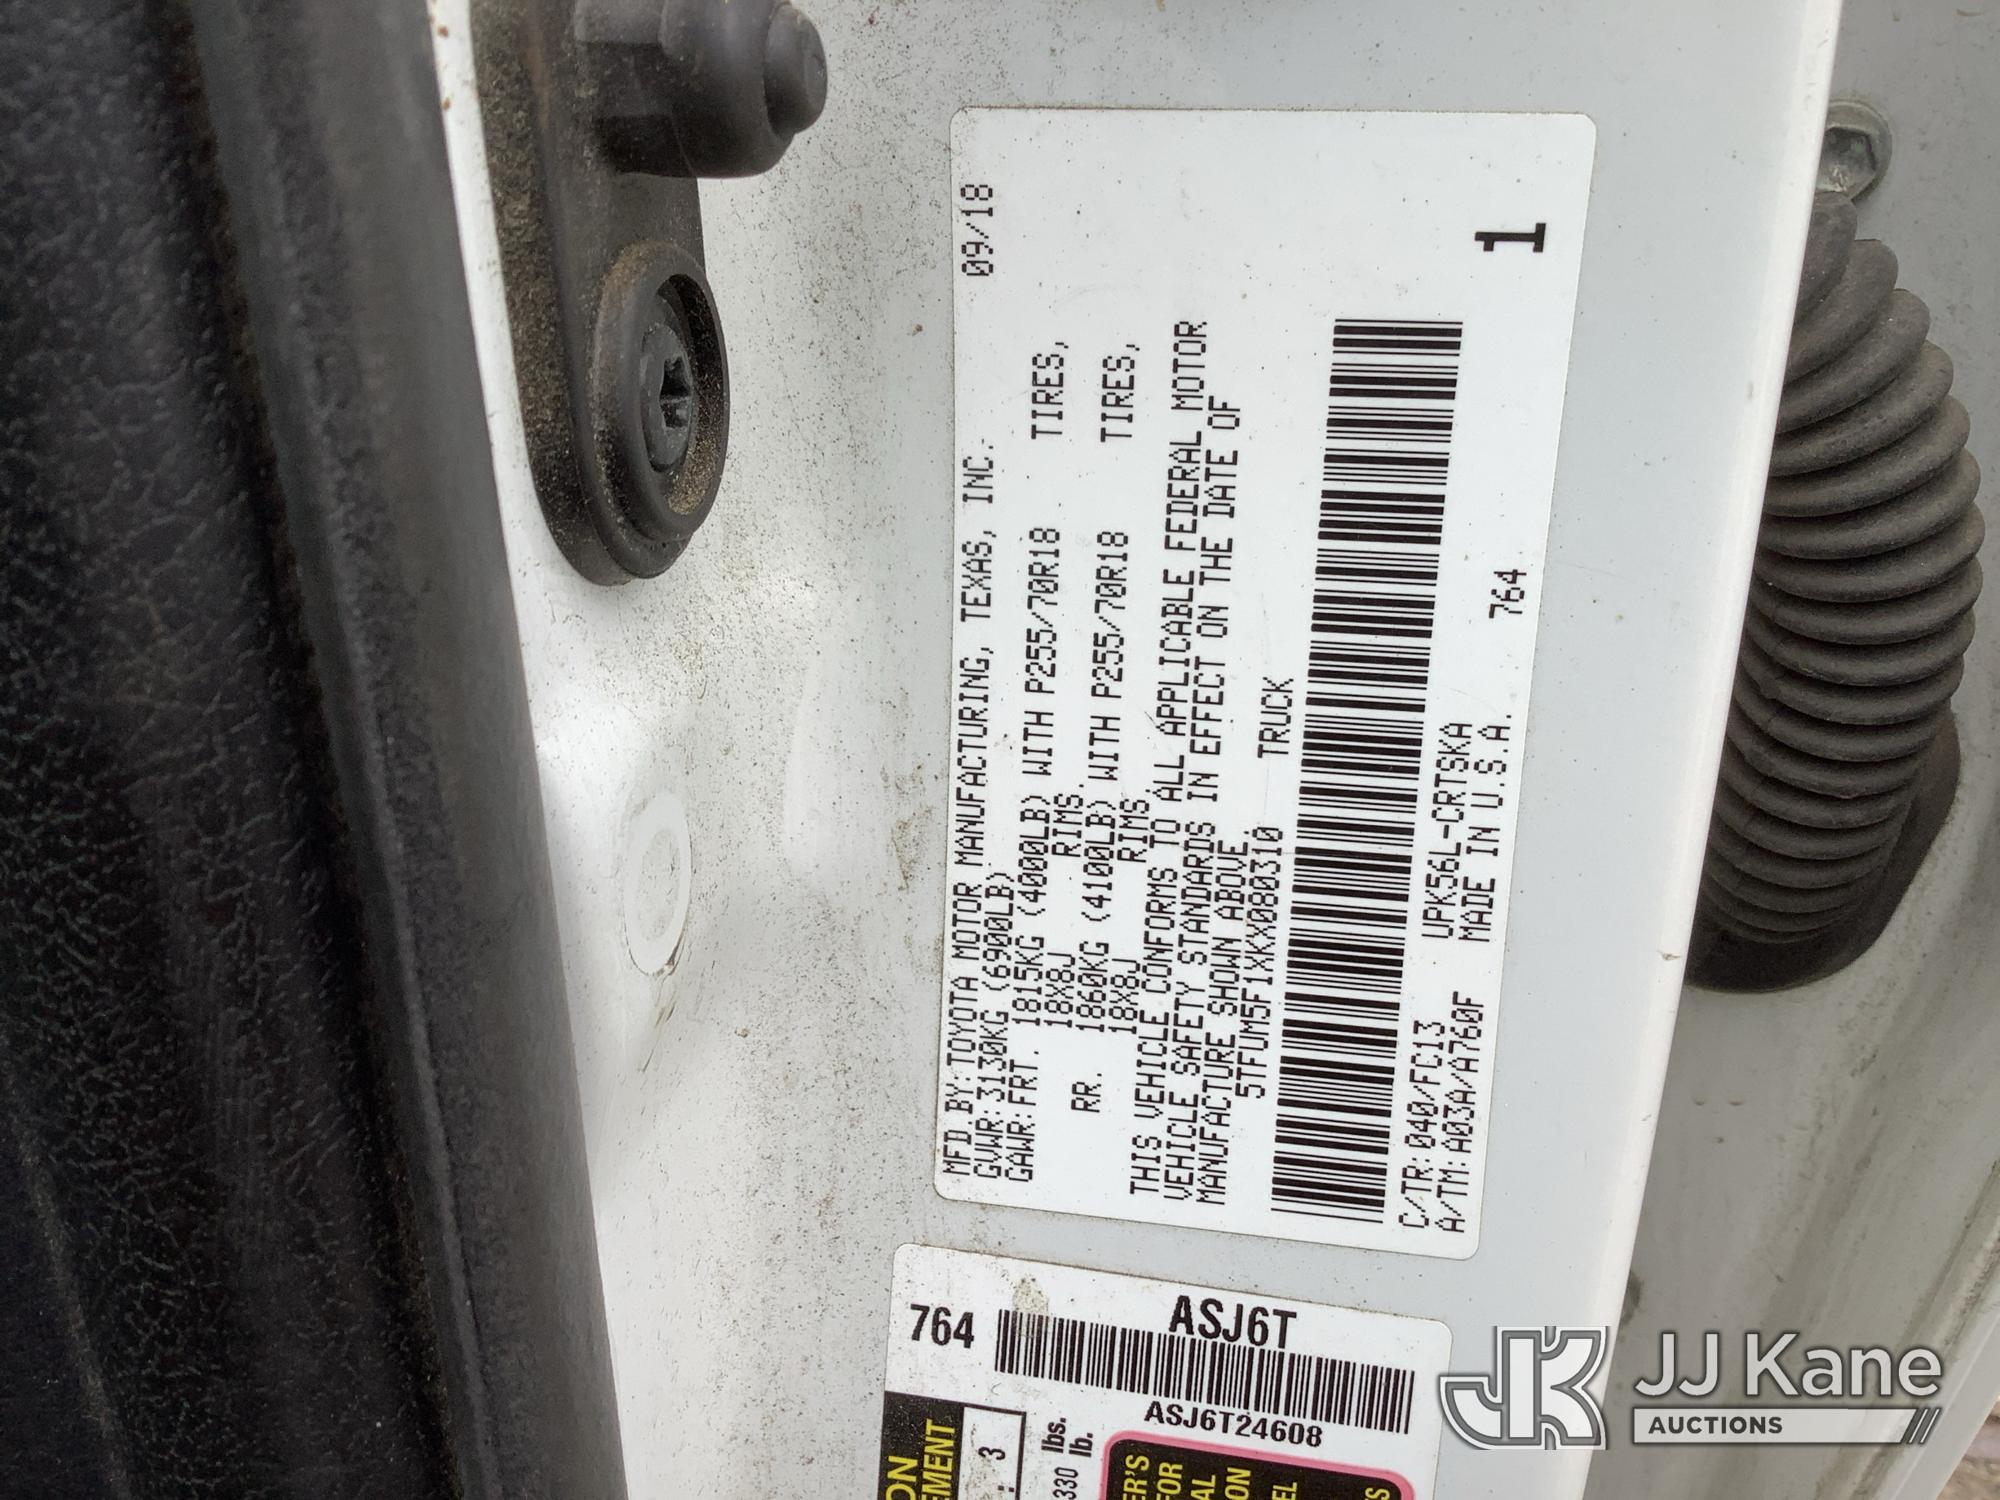 MFD.BY:TOYOTA MOTOR MANUFACTURING, TEXAS, INC. 09/18
GVWR:3130KG (6900LB)
GAWR:FRT. 1815KG (4000LB) WITH P255/70R18 TIRES,
18X8J RIMS,
RR. 1860KG (4100LB) WITH P255/70R18 TIRES,
18X8J RIMS,
THIS VEHICLE CONFORMS TO ALL APPLICABLE FEDERAL MOTOR
VEHICLE SAFETY STANDARDS IN EFFECT ON THE DATE OF
MANUFACTURE SHOWN ABOVE.
5TFUM5F1XKX080310 TRUCK
C/TR:040/FC13 UPK56L-CRTSKA
A/TM:A03A/A760F MADE IN U.S.A. 764
1
764
ASJ6T
ASJ6T24608
3
330 lbs.
lb.
JK JJ Kane
AUCTIONS